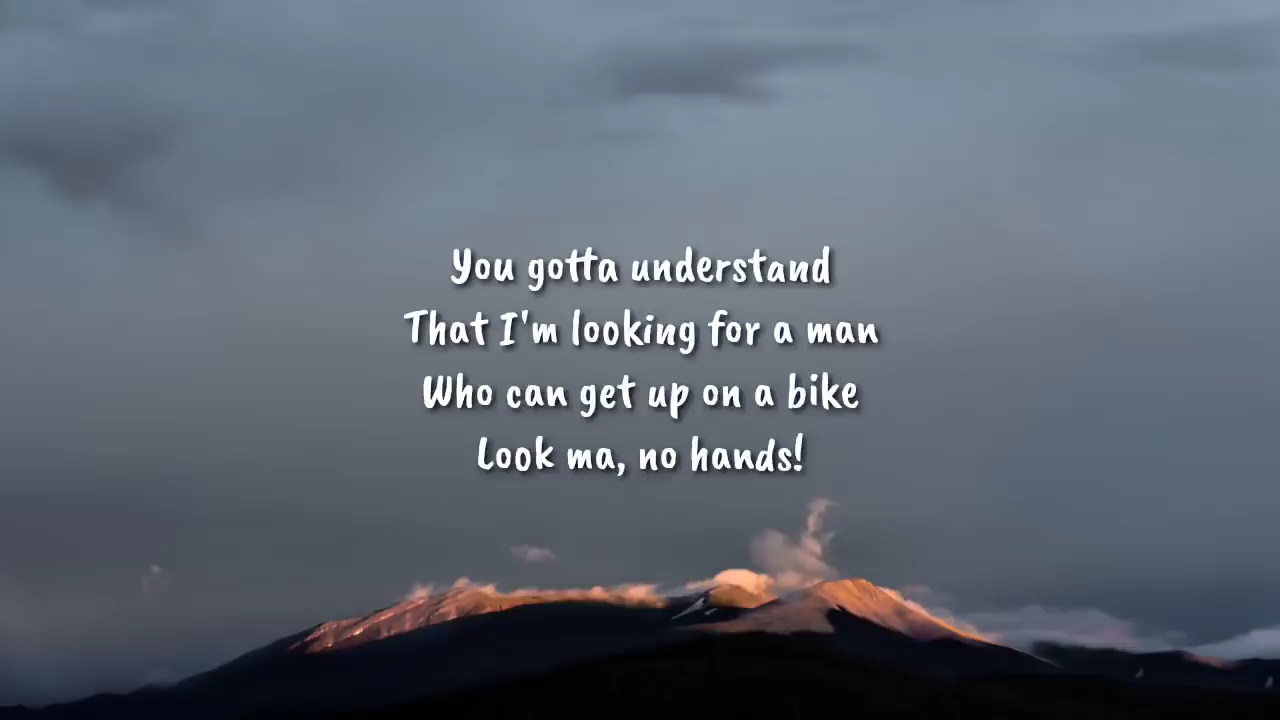 You gotta understand
That I'm looking for a man
Who can get up on a bike
Look ma, no hands!